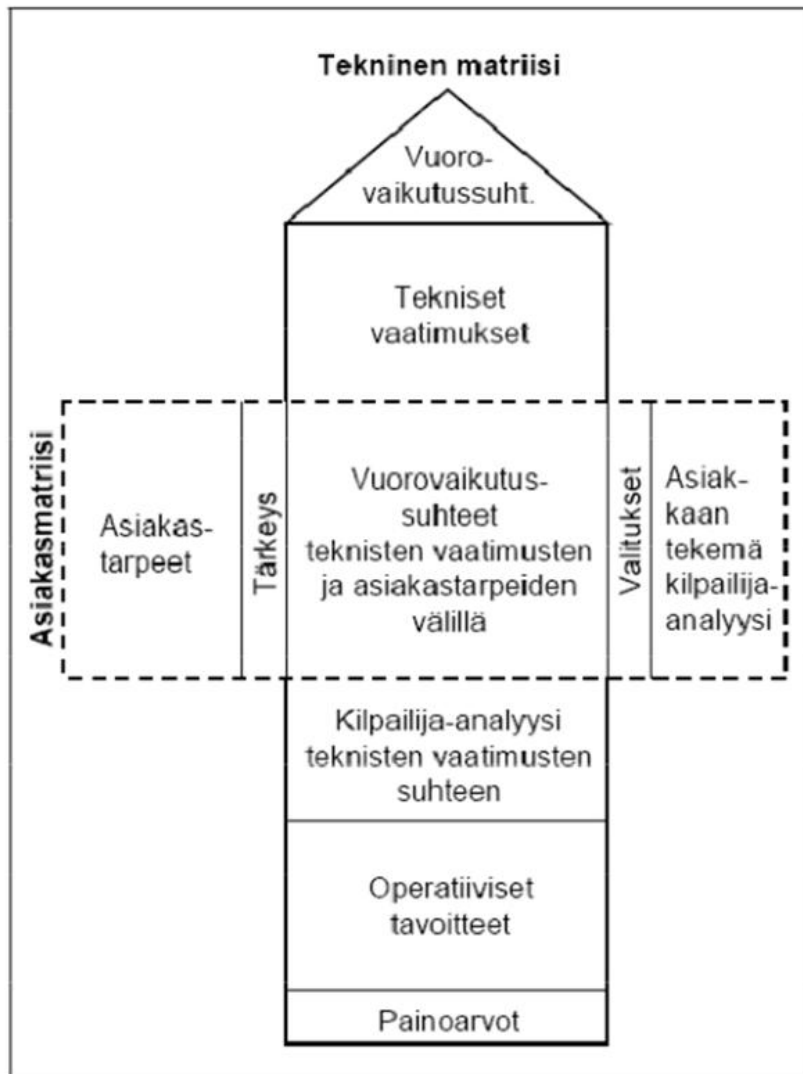 Tekninen matriisi
Vuoro-
vaikutussuht.
Tekniset
vaatimukset
Asiakasmatriisi
Asiakas-
tarpeet
Tärkeys
Vuorovaikutus-
suhteet
teknisten vaatimusten
ja asiakastarpeiden
välillä
Valitukset
Asiak-
kaan
tekemä
kilpailija-
analyysi
Kilpailija-analyysi
teknisten vaatimusten
suhteen
Operatiiviset
tavoitteet
Painoarvot